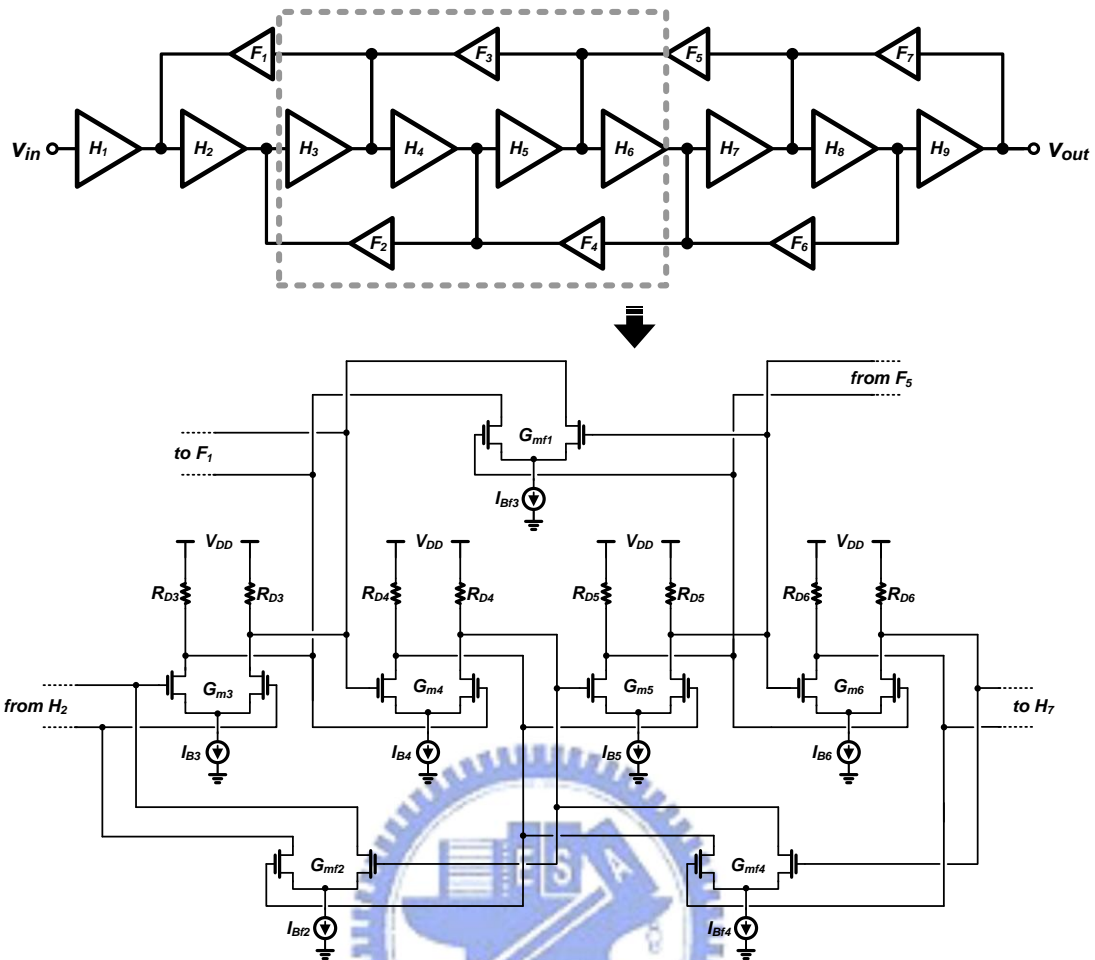 F1
F3
F5
F7
Vin
H1
H2
H3
H4
H5
H6
H7
H8
H9
Vout
F2
F4
F6
from F5
Gmf1
to F1
IBf3
VDD
VDD
VDD
VDD
RD3
RD3
RD4
RD4
RD5
RD5
RD6
RD6
Gm3
Gm4
Gm5
Gm6
from H2
to H7
IB3
IB4
IB5
IB6
Gmf2
ESA
Gmf4
IBf2
IBf4